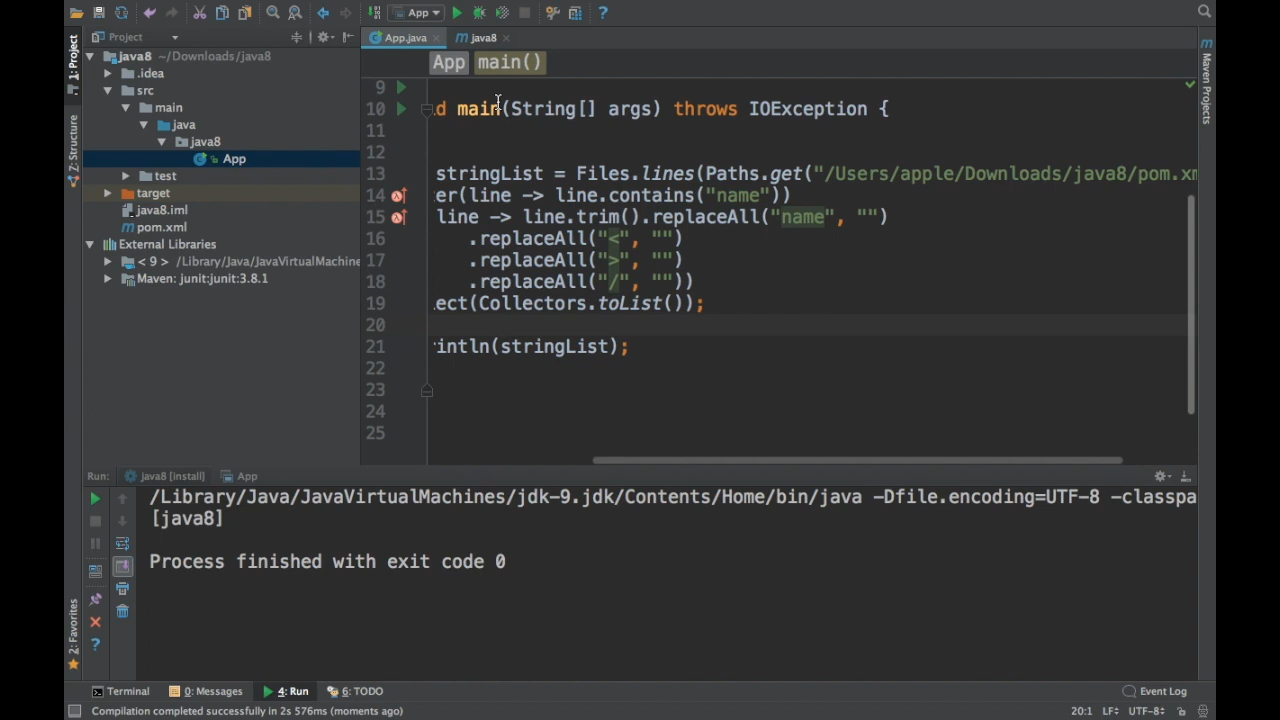 App
App.java
java8
Project
java8 ~/Downloads/java8
.idea
src
main
java
java8
App
test
target
java8.iml
pom.xml
External Libraries
< 9 > /Library/Java/JavaVirtualMachine
Maven: junit:junit:3.8.1
1: Project
Z: Structure
2: Favorites
Maven Projects
App main()
9
10 d main(String[] args) throws IOException {
11
12
13 stringList = Files.lines(Paths.get("/Users/apple/Downloads/java8/pom.xm
14 er(line -> line.contains("name"))
15 line -> line.trim().replaceAll("name", "")
16 .replaceAll("<", "")
17 .replaceAll(">", "")
18 .replaceAll("/", ""))
19 ect(Collectors.toList());
20
21 intln(stringList);
22
23
24
25
Run: java8 [install] App
/Library/Java/JavaVirtualMachines/jdk-9.jdk/Contents/Home/bin/java -Dfile.encoding=UTF-8 -classpa
[java8]
Process finished with exit code 0
Terminal 0: Messages 4: Run 6: TODO Event Log
Compilation completed successfully in 2s 576ms (moments ago) 20:1 LF÷ UTF-8÷